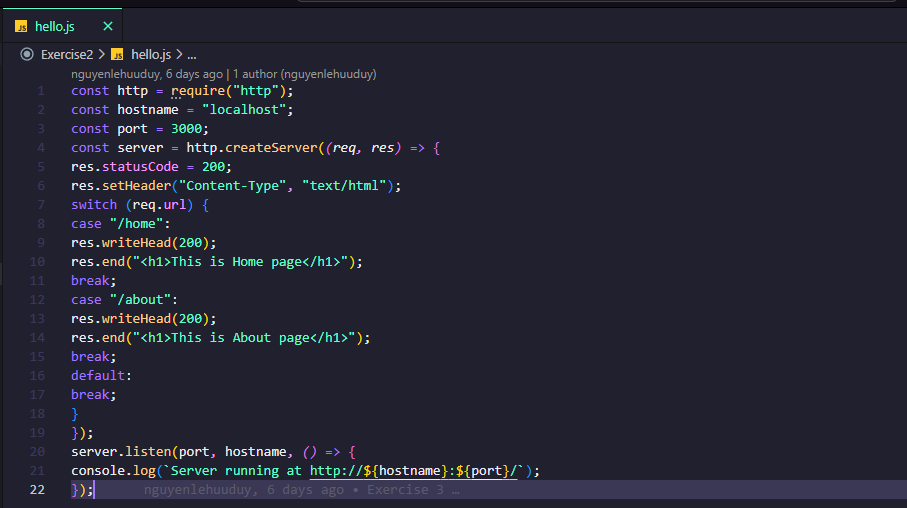 JS hello.js ×
Exercise2 > JS hello.js > ...
nguyenlehuuduy, 6 days ago | 1 author (nguyenlehuuduy)
1 const http = require("http");
2 const hostname = "localhost";
3 const port = 3000;
4 const server = http.createServer((req, res) => {
5 res.statusCode = 200;
6 res.setHeader("Content-Type", "text/html");
7 switch (req.url) {
8 case "/home":
9 res.writeHead(200);
10 res.end("<h1>This is Home page</h1>");
11 break;
12 case "/about":
13 res.writeHead(200);
14 res.end("<h1>This is About page</h1>");
15 break;
16 default:
17 break;
18 }
19 });
20 server.listen(port, hostname, () => {
21 console.log(`Server running at http://${hostname}:${port}/`);
22 }); nguyenlehuuduy, 6 days ago • Exercise 3 …